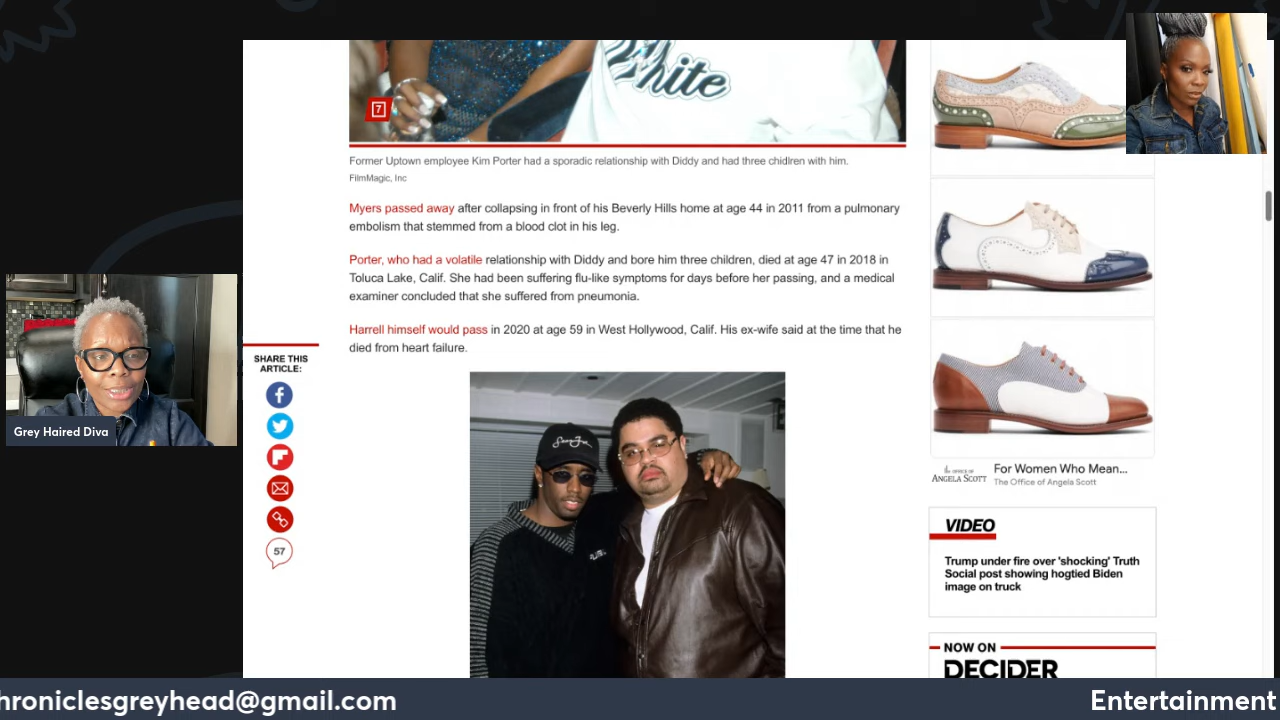 White
7
Former Uptown employee Kim Porter had a sporadic relationship with Diddy and had three chidlren with him.
FilmMagic, Inc
Myers passed away after collapsing in front of his Beverly Hills home at age 44 in 2011 from a pulmonary
embolism that stemmed from a blood clot in his leg.
Porter, who had a volatile relationship with Diddy and bore him three children, died at age 47 in 2018 in
Toluca Lake, Calif. She had been suffering flu-like symptoms for days before her passing, and a medical
examiner concluded that she suffered from pneumonia.
Harrell himself would pass in 2020 at age 59 in West Hollywood, Calif. His ex-wife said at the time that he
died from heart failure.
SHARE THIS
ARTICLE:
57
Grey Haired Diva
the OFFICE OF
ANGELA SCOTT
For Women Who Mean...
The Office of Angela Scott
VIDEO
Trump under fire over 'shocking' Truth
Social post showing hogtied Biden
image on truck
NOW ON
DECIDER
hroniclesgreyhead@gmail.com
Entertainment